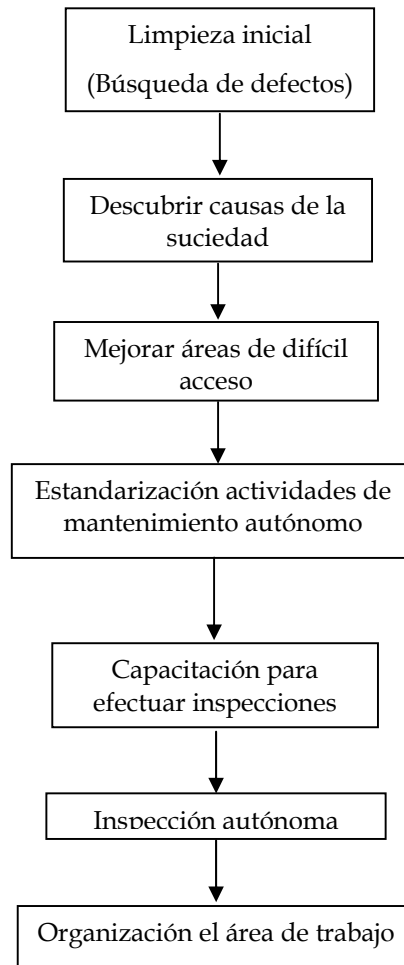 Limpieza inicial
(Búsqueda de defectos)
Descubrir causas de la
suciedad
Mejorar áreas de difícil
acceso
Estandarización actividades de
mantenimiento autónomo
Capacitación para
efectuar inspecciones
Inspección autónoma
Organización el área de trabajo